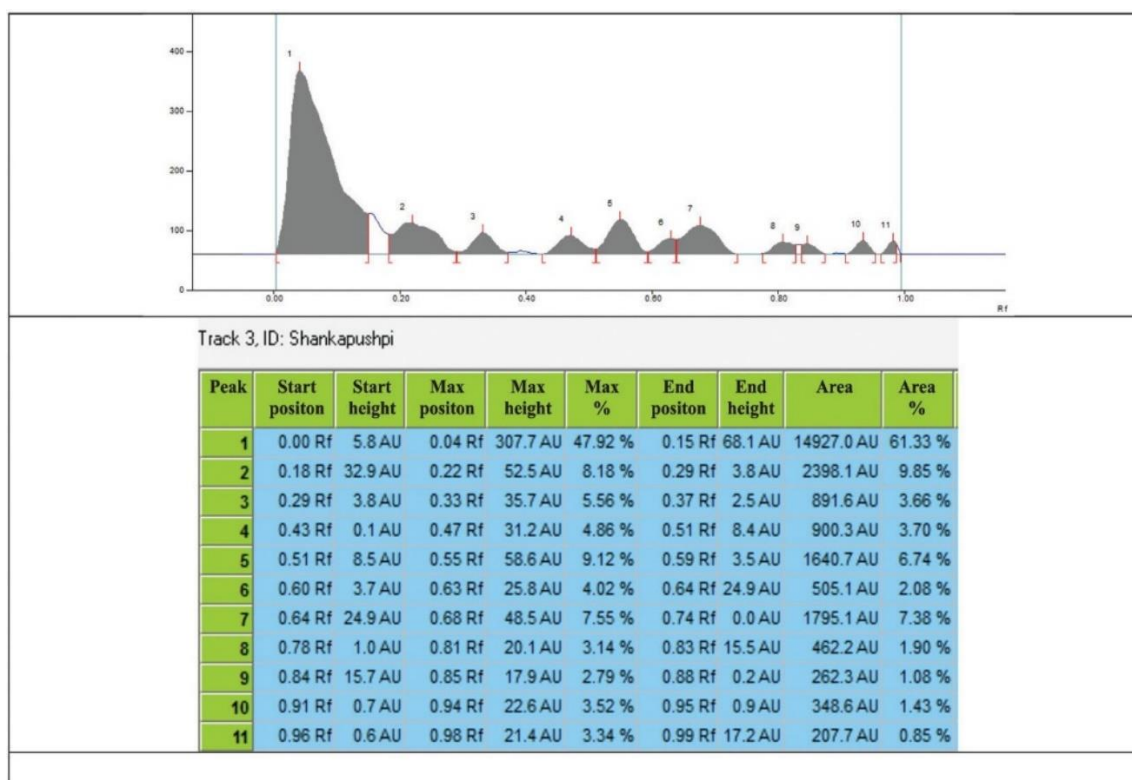 400
300
200
100
0
1
2
3
4
5
6
7
8
9
10
11
0.00 0.20 0.40 0.60 0.80 1.00
Rf
Track 3, ID: Shankapushpi
Peak Start positon Start height Max positon Max height Max % End positon End height Area Area %
1 0.00 Rf 5.8 AU 0.04 Rf 307.7 AU 47.92 % 0.15 Rf 68.1 AU 14927.0 AU 61.33 %
2 0.18 Rf 32.9 AU 0.22 Rf 52.5 AU 8.18 % 0.29 Rf 3.8 AU 2398.1 AU 9.85 %
3 0.29 Rf 3.8 AU 0.33 Rf 35.7 AU 5.56 % 0.37 Rf 2.5 AU 891.6 AU 3.66 %
4 0.43 Rf 0.1 AU 0.47 Rf 31.2 AU 4.86 % 0.51 Rf 8.4 AU 900.3 AU 3.70 %
5 0.51 Rf 8.5 AU 0.55 Rf 58.6 AU 9.12 % 0.59 Rf 3.5 AU 1640.7 AU 6.74 %
6 0.60 Rf 3.7 AU 0.63 Rf 25.8 AU 4.02 % 0.64 Rf 24.9 AU 505.1 AU 2.08 %
7 0.64 Rf 24.9 AU 0.68 Rf 48.5 AU 7.55 % 0.74 Rf 0.0 AU 1795.1 AU 7.38 %
8 0.78 Rf 1.0 AU 0.81 Rf 20.1 AU 3.14 % 0.83 Rf 15.5 AU 462.2 AU 1.90 %
9 0.84 Rf 15.7 AU 0.85 Rf 17.9 AU 2.79 % 0.88 Rf 0.2 AU 262.3 AU 1.08 %
10 0.91 Rf 0.7 AU 0.94 Rf 22.6 AU 3.52 % 0.95 Rf 0.9 AU 348.6 AU 1.43 %
11 0.96 Rf 0.6 AU 0.98 Rf 21.4 AU 3.34 % 0.99 Rf 17.2 AU 207.7 AU 0.85 %